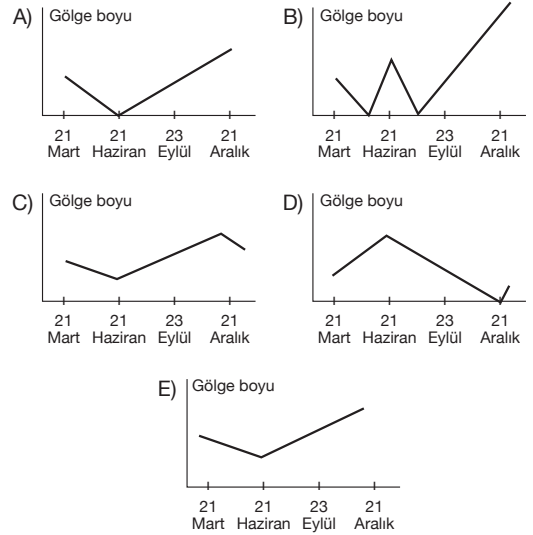 A) Gölge boyu
21 21 23 21
Mart Haziran Eylül Aralık
B) Gölge boyu
21 21 23 21
Mart Haziran Eylül Aralık
C) Gölge boyu
21 21 23 21
Mart Haziran Eylül Aralık
D) Gölge boyu
21 21 23 21
Mart Haziran Eylül Aralık
E) Gölge boyu
21 21 23 21
Mart Haziran Eylül Aralık